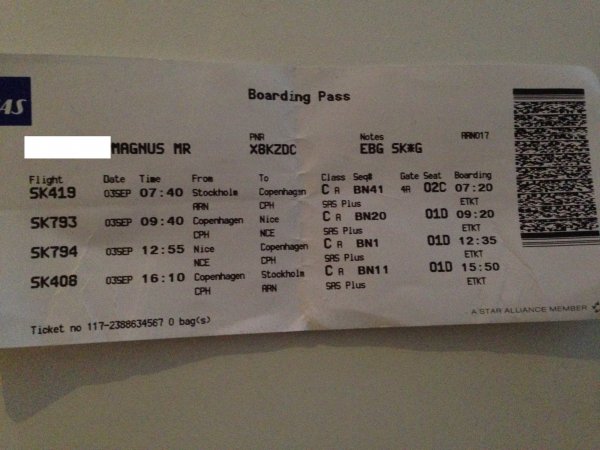 AS
Boarding Pass
PNR Notes ARN017
MAGNUS MR X8KZDC EBG SK*G
Flight Date Time From To Class Seq# Gate Seat Boarding
SK419 03SEP 07:40 Stockholm Copenhagen C A BN41 4A 02C 07:20
ARN CPH SAS Plus ETKT
SK793 03SEP 09:40 Copenhagen Nice C A BN20 01D 09:20
CPH NCE SAS Plus ETKT
SK794 03SEP 12:55 Nice Copenhagen C A BN1 01D 12:35
NCE CPH SAS Plus ETKT
SK408 03SEP 16:10 Copenhagen Stockholm C A BN11 01D 15:50
CPH ARN SAS Plus ETKT
A STAR ALLIANCE MEMBER
Ticket no 117-2388634567 0 bag(s)